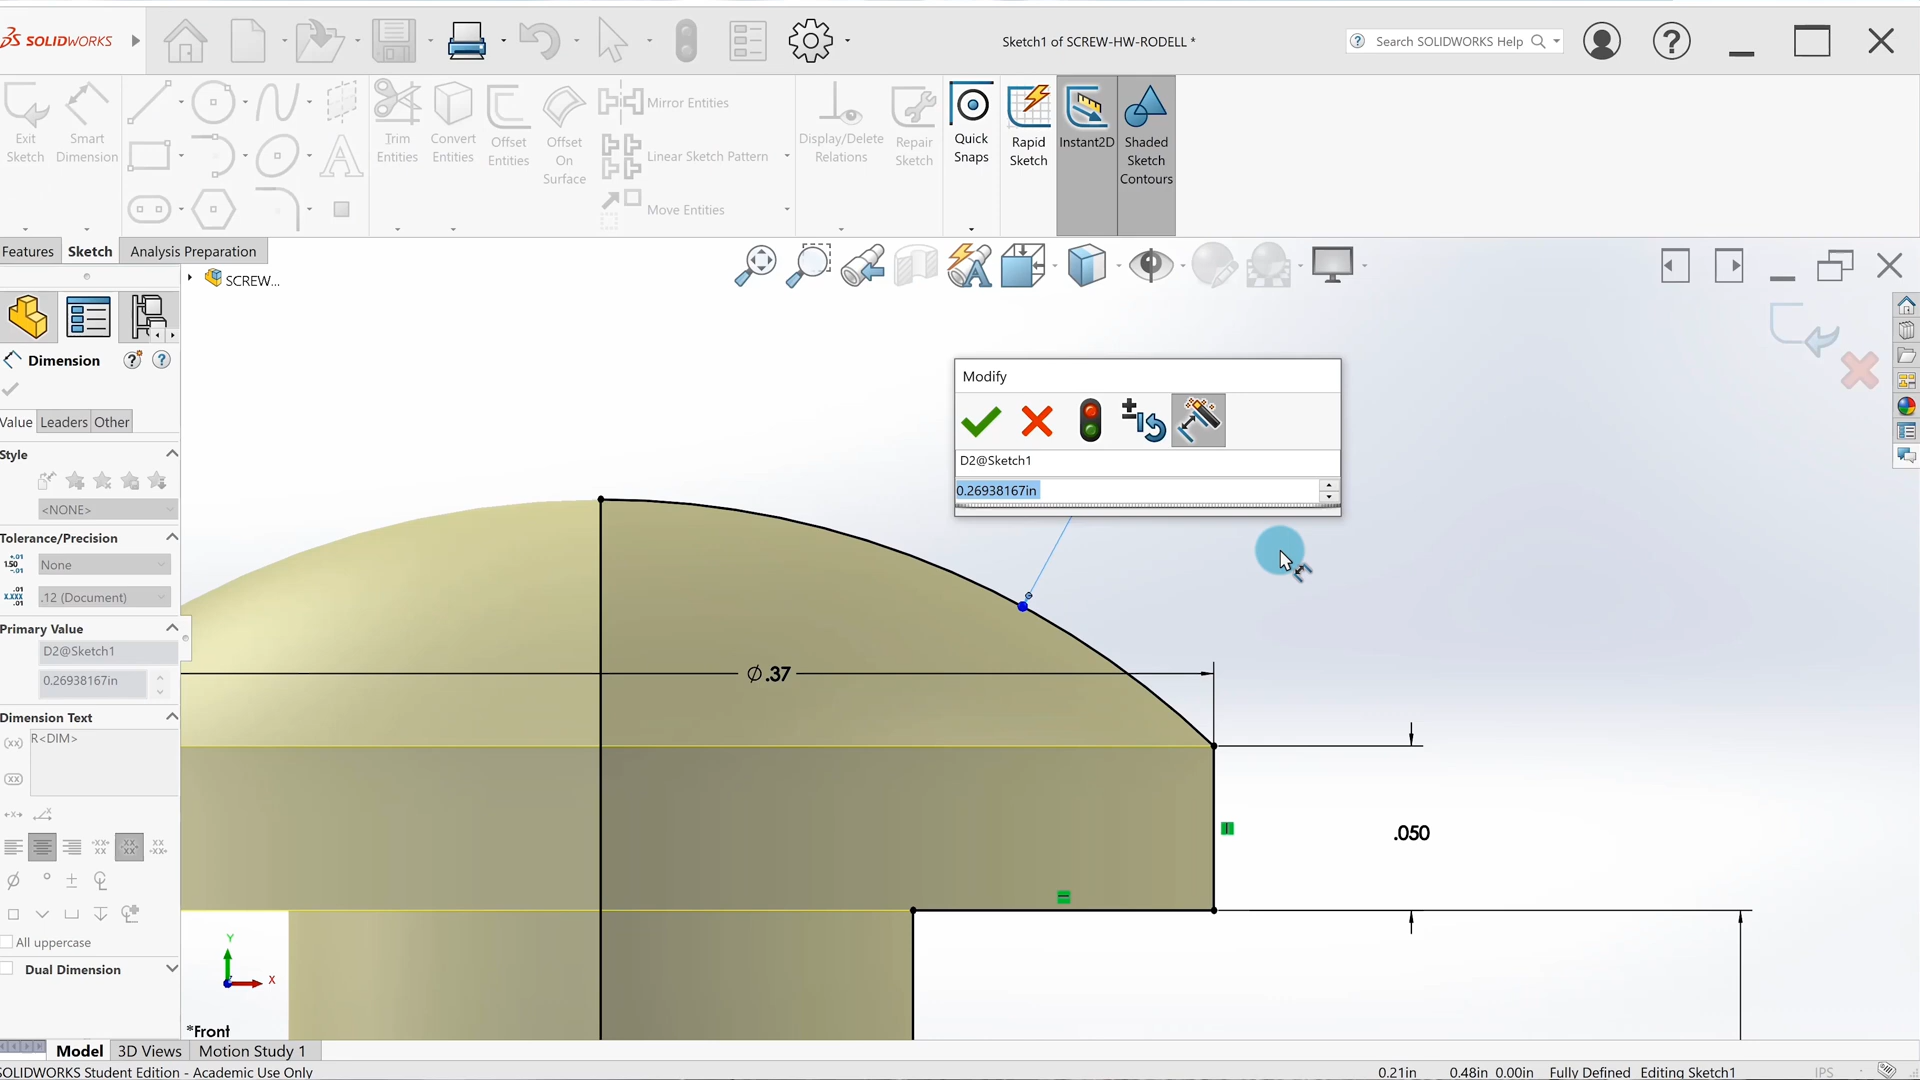 SOLIDWORKS
Sketch1 of SCREW-HW-RODELL *
Search SOLIDWORKS Help
Exit Sketch
Smart Dimension
Trim Entities
Convert Entities
Offset Entities
Offset On Surface
Mirror Entities
Linear Sketch Pattern
Move Entities
Display/Delete Relations
Repair Sketch
Quick Snaps
Rapid Sketch
Instant2D
Shaded Sketch Contours
Features
Sketch
Analysis Preparation
SCREW...
Dimension
Value
Leaders
Other
Style
<NONE>
Tolerance/Precision
None
.12 (Document)
Primary Value
D2@Sketch1
0.26938167in
Dimension Text
R<DIM>
All uppercase
Dual Dimension
Modify
D2@Sketch1
0.26938167in
∅.37
.050
Y
X
*Front
Model
3D Views
Motion Study 1
SOLIDWORKS Student Edition - Academic Use Only
0.21in
0.48in
0.00in
Fully Defined
Editing Sketch1
IPS